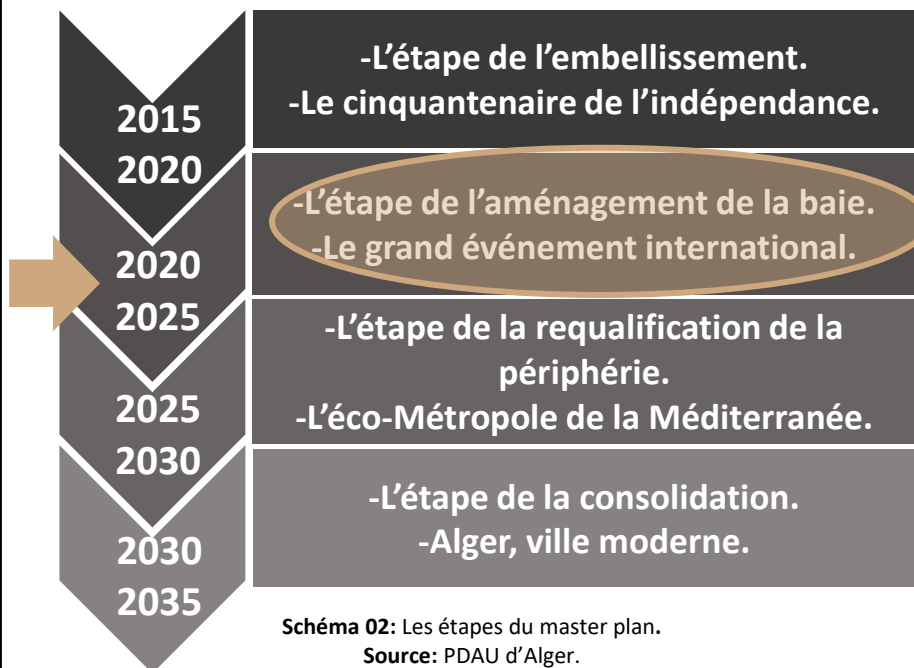 2015
2020
-L'étape de l'embellissement.
-Le cinquantenaire de l'indépendance.
2020
2025
-L'étape de l'aménagement de la baie.
-Le grand événement international.
2025
2030
-L'étape de la requalification de la
périphérie.
-L'éco-Métropole de la Méditerranée.
2030
2035
-L'étape de la consolidation.
-Alger, ville moderne.
Schéma 02: Les étapes du master plan.
Source: PDAU d'Alger.